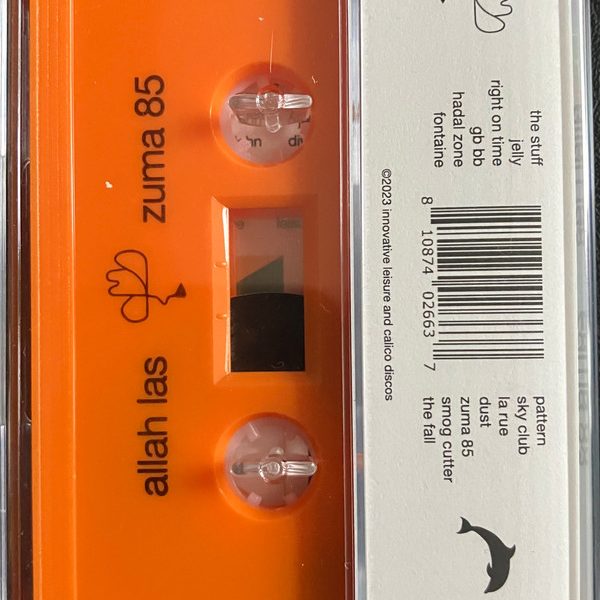 allah las
zuma 85
the stuff
jelly
right on time
gb bb
hadal zone
fontaine
8 10874 02663 7
pattern
sky club
la rue
dust
zuma 85
smog cutter
the fall
©2023 innovative leisure and calico discos